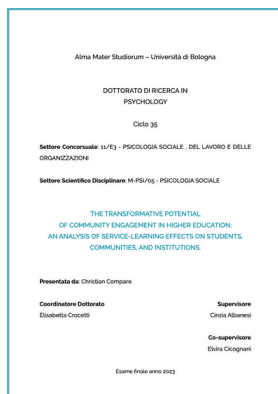 Alma Mater Studiorum – Università di Bologna
DOTTORATO DI RICERCA IN
PSYCHOLOGY
Ciclo 35
Settore Concorsuale: 11/E3 - PSICOLOGIA SOCIALE , DEL LAVORO E DELLE
ORGANIZZAZIONI
Settore Scientifico Disciplinare: M-PSI/05 - PSICOLOGIA SOCIALE
THE TRANSFORMATIVE POTENTIAL
OF COMMUNITY ENGAGEMENT IN HIGHER EDUCATION:
AN ANALYSIS OF SERVICE-LEARNING EFFECTS ON STUDENTS,
COMMUNITIES, AND INSTITUTIONS.
Presentata da: Christian Compare
Coordinatore Dottorato Supervisore
Elisabetta Crocetti Cinzia Albanesi
Co-supervisore
Elvira Cicognani
Esame finale anno 2023